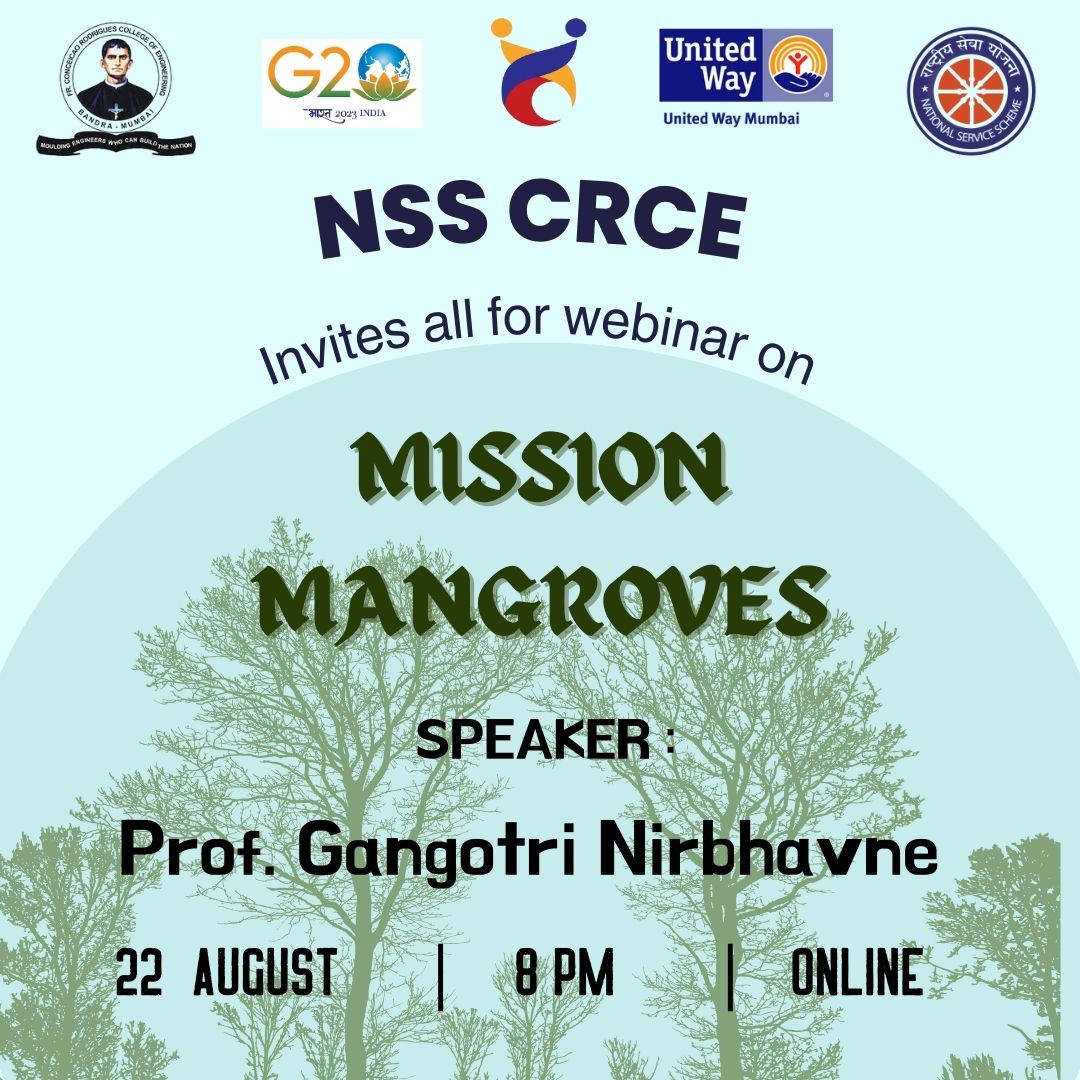 FR. CONCEICAO RODRIGUES COLLEGE OF ENGINEERING
BANDRA - MUMBAI
MOULDING ENGINEERS WHO CAN BUILD THE NATION
G20
भारत 2023 INDIA
United
Way
United Way Mumbai
राष्ट्रीय सेवा योजना
NATIONAL SERVICE SCHEME
NSS CRCE
Invites all for webinar on
MISSION
MANGROVES
SPEAKER :
Prof. Gangotri Nirbhavne
22 AUGUST | 8 PM | ONLINE